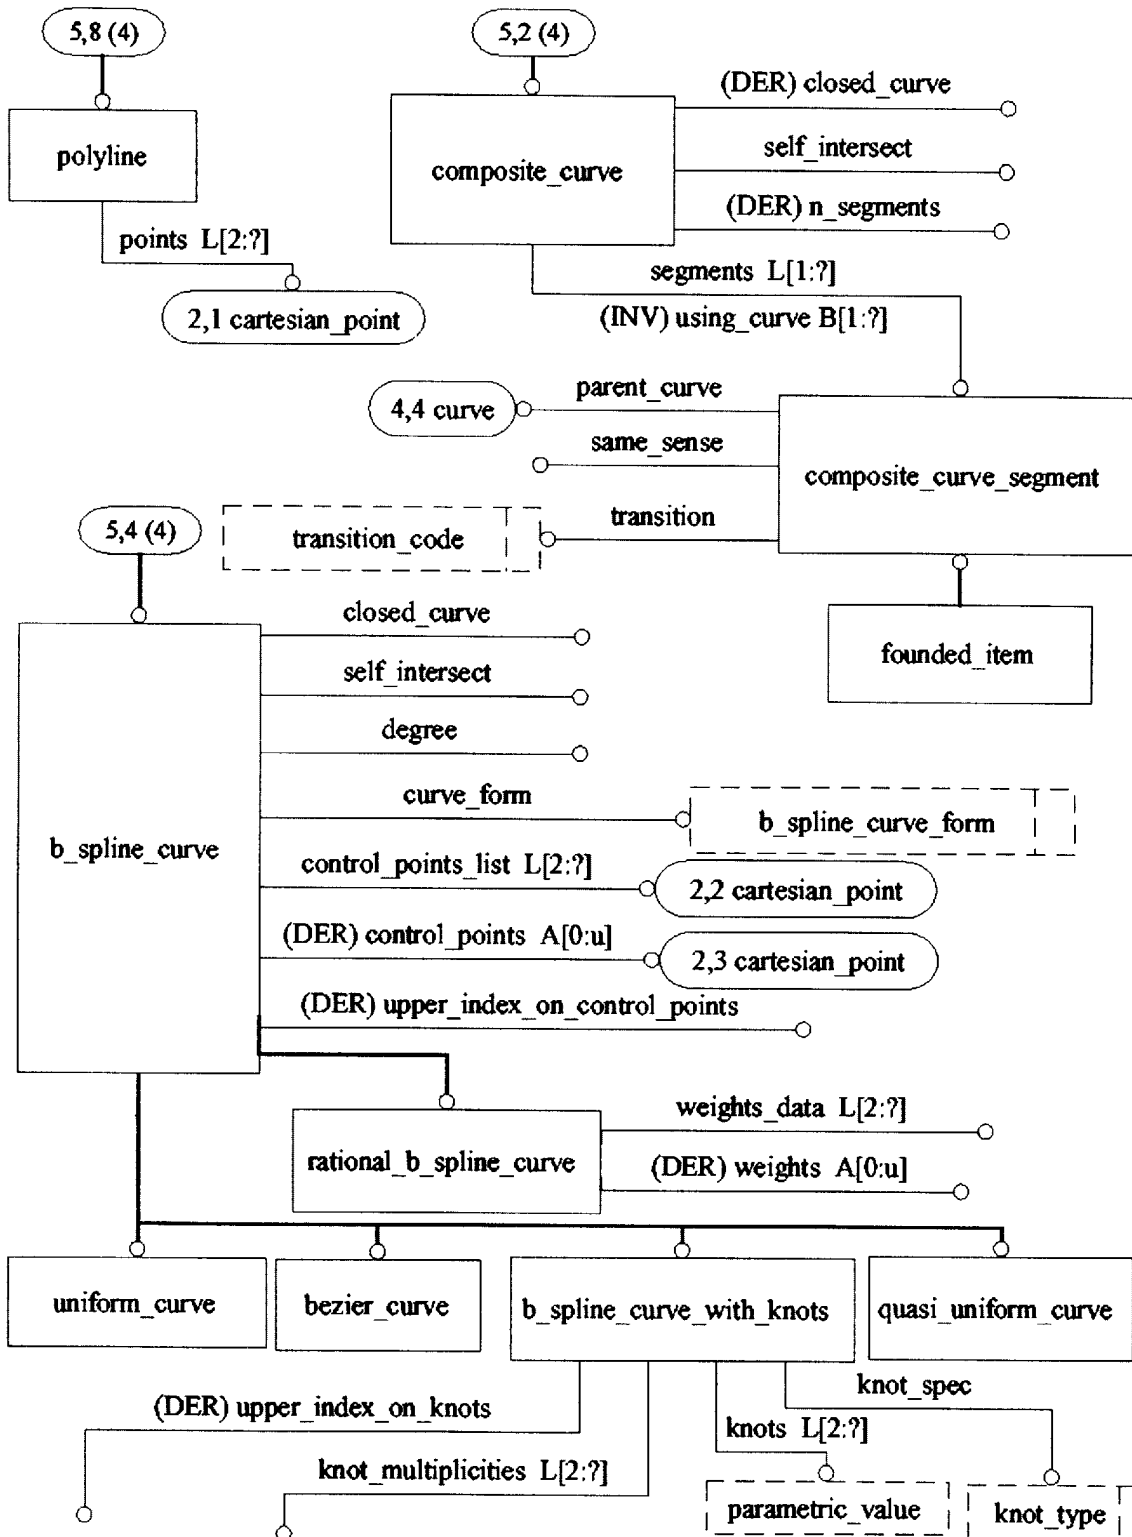 5,8 (4)
5,2 (4)
(DER) closed_curve
polyline
composite_curve
self_intersect
(DER) n_segments
points L[2:?]
segments L[1:?]
2,1 cartesian_point
(INV) using_curve B[1:?]
4,4 curve
parent_curve
same_sense
composite_curve_segment
5,4 (4)
transition_code
transition
closed_curve
founded_item
self_intersect
degree
curve_form
b_spline_curve
b_spline_curve_form
control_points_list L[2:?]
2,2 cartesian_point
(DER) control_points A[0:u]
2,3 cartesian_point
(DER) upper_index_on_control_points
weights_data L[2:?]
rational_b_spline_curve
(DER) weights A[0:u]
uniform_curve
bezier_curve
b_spline_curve_with_knots
quasi_uniform_curve
knot_spec
(DER) upper_index_on_knots
knots L[2:?]
knot_multiplicities L[2:?]
parametric_value
knot_type